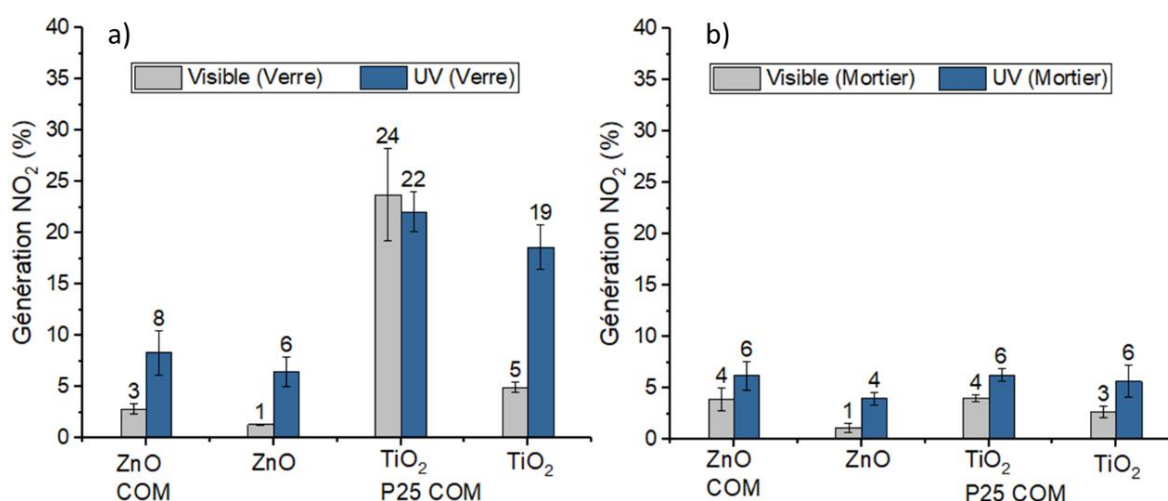 a)
Visible (Verre) UV (Verre)
Génération NO₂ (%)
40
35
30
25
20
15
10
5
0
3 8 1 6 24 22 5 19
ZnO ZnO TiO₂ TiO₂
COM P25 COM
b)
Visible (Mortier) UV (Mortier)
Génération NO₂ (%)
40
35
30
25
20
15
10
5
0
4 6 1 4 4 6 3 6
ZnO ZnO TiO₂ TiO₂
COM P25 COM